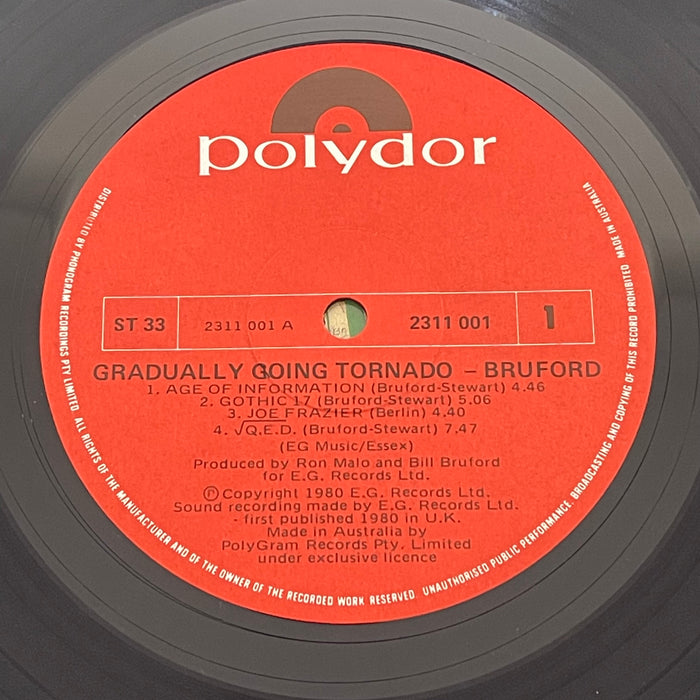 polydor
ST 33
2311 001 A
2311 001
1
GRADUALLY GOING TORNADO – BRUFORD
1. AGE OF INFORMATION (Bruford-Stewart) 4.46
2. GOTHIC 17 (Bruford-Stewart) 5.06
3. JOE FRAZIER (Berlin) 4.40
4. √Q.E.D. (Bruford-Stewart) 7.47
(EG Music/Essex)
Produced by Ron Malo and Bill Bruford
for E.G. Records Ltd.
Ⓟ Copyright 1980 E.G. Records Ltd.
Sound recording made by E.G. Records Ltd.
- first published 1980 in U.K.
Made in Australia by
PolyGram Records Pty. Limited
under exclusive licence
DISTRIBUTED BY PHONOGRAM RECORDINGS PTY LIMITED. ALL RIGHTS OF THE MANUFACTURER AND OF THE OWNER OF THE RECORDED WORK RESERVED. UNAUTHORISED PUBLIC PERFORMANCE, BROADCASTING AND COPYING OF THIS RECORD PROHIBITED MADE IN AUSTRALIA